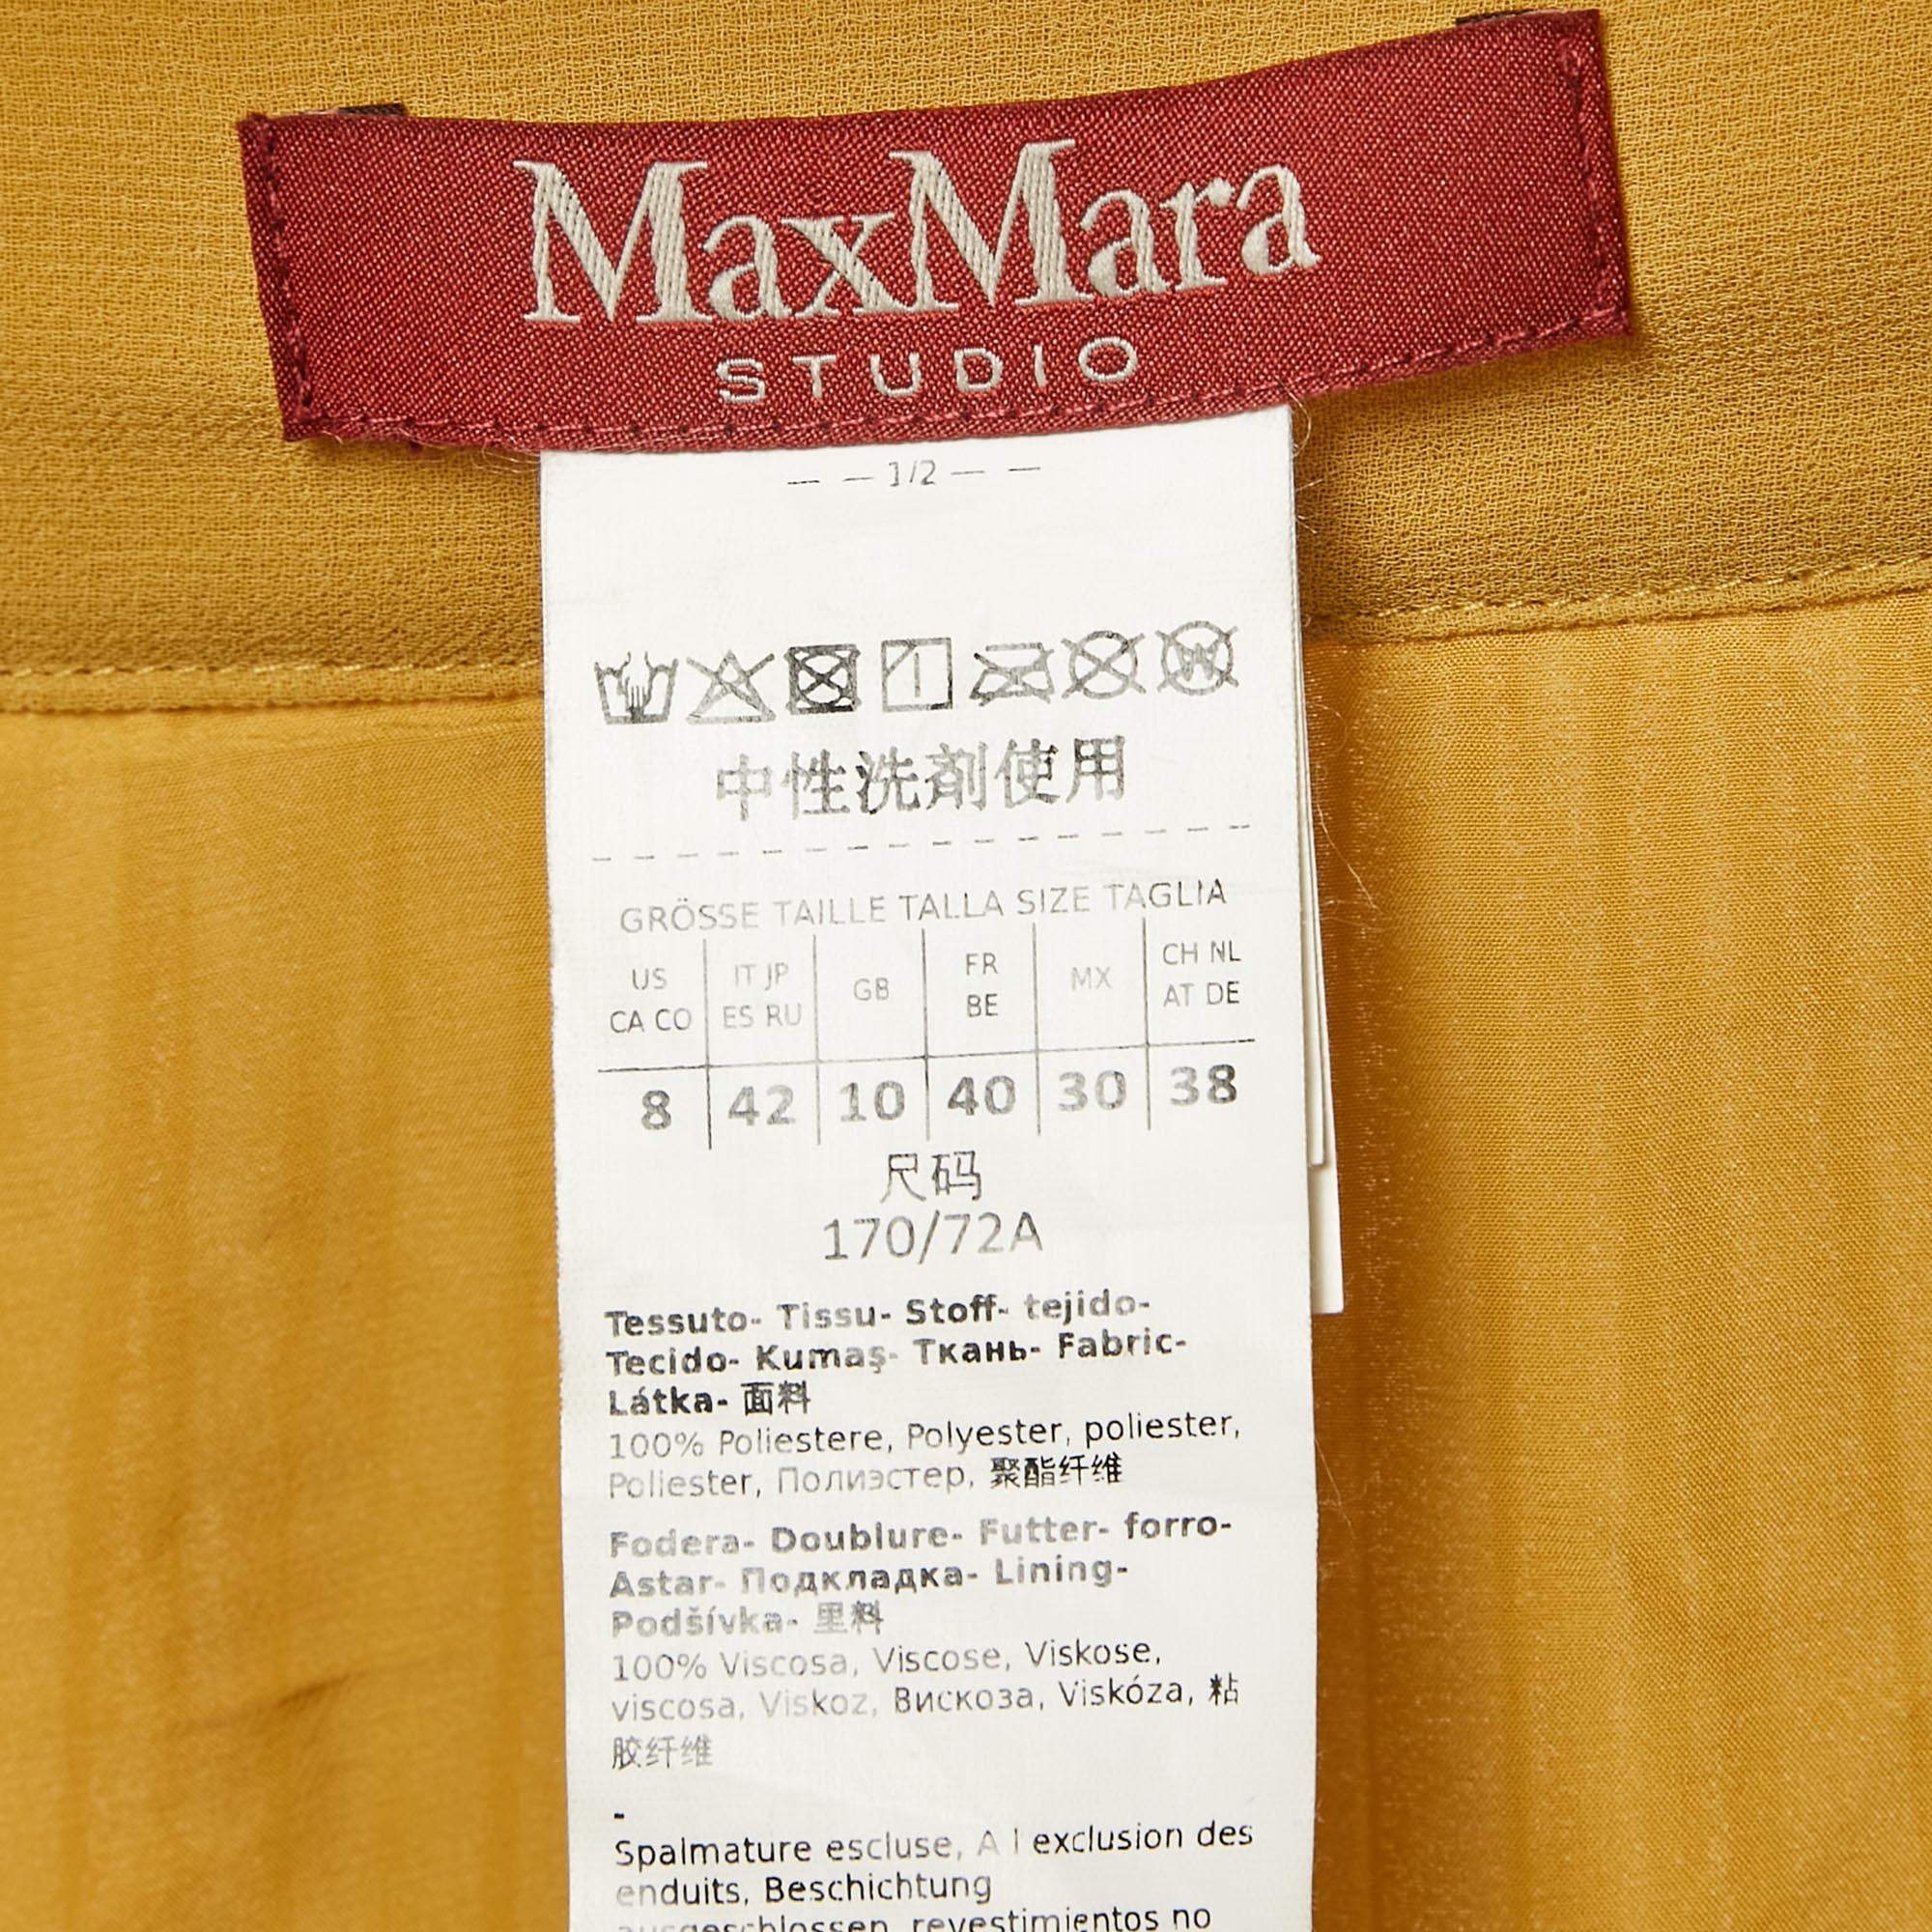 MaxMara
STUDIO
— — 1/2 — —
中性洗剤使用
GRÖSSE TAILLE TALLA SIZE TAGLIA
US CA CO
IT JP ES RU
GB
FR BE
MX
CH NL AT DE
8 42 10 40 30 38
尺码
170/72A
Tessuto- Tissu- Stoff- tejido-
Tecido- Kumaş- Ткань- Fabric-
Látka- 面料
100% Poliestere, Polyester, poliester,
Poliester, Полиэстер, 聚酯纤维
Fodera- Doublure- Futter- forro-
Astar- Подкладка- Lining-
Podšívka- 里料
100% Viscosa, Viscose, Viskose,
viscosa, Viskoz, Вискоза, Viskóza, 粘
胶纤维
-
Spalmature escluse, A l exclusion des
enduits, Beschichtung
ausgeschlossen, revestimientos no